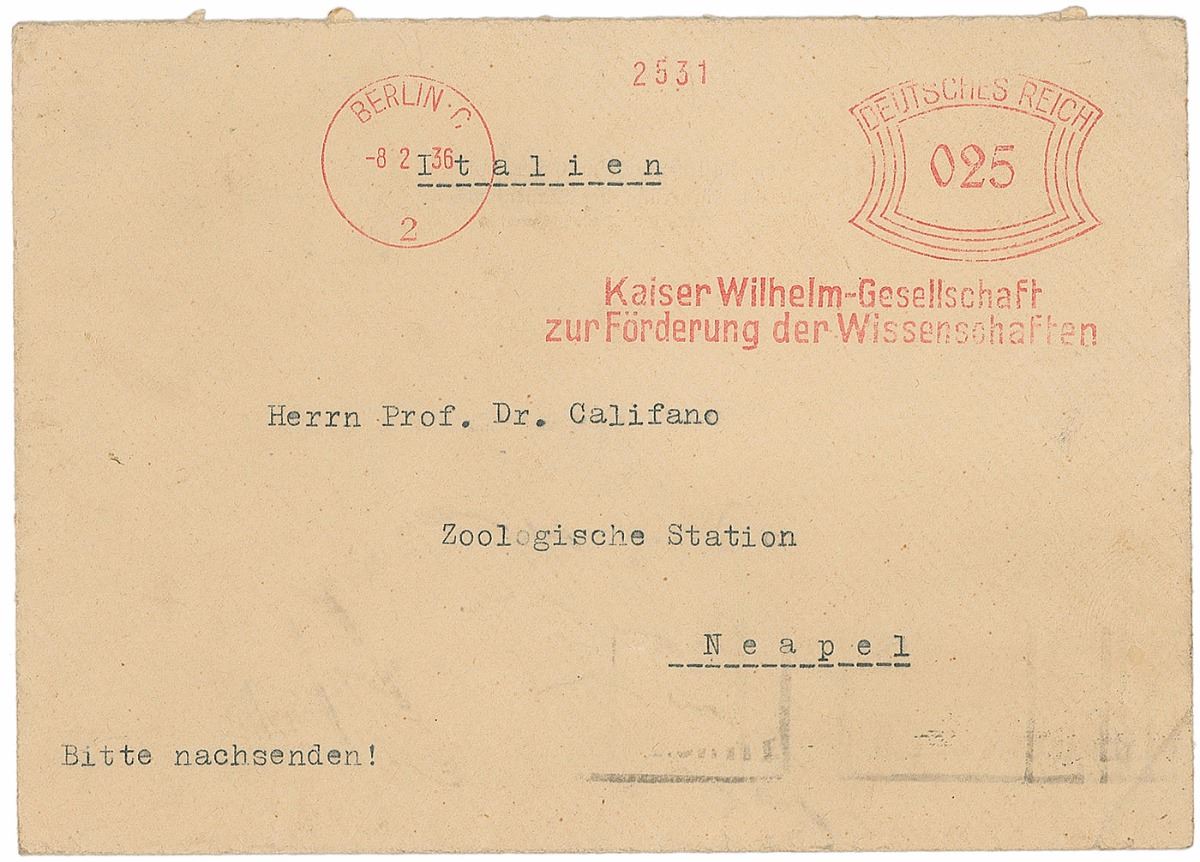 2531
BERLIN·C
-8 2 36
2
DEUTSCHES REICH
025
Italien
Kaiser Wilhelm-Gesellschaft
zur Förderung der Wissenschaften
Herrn Prof. Dr. Califano
Zoologische Station
Neapel
Bitte nachsenden!